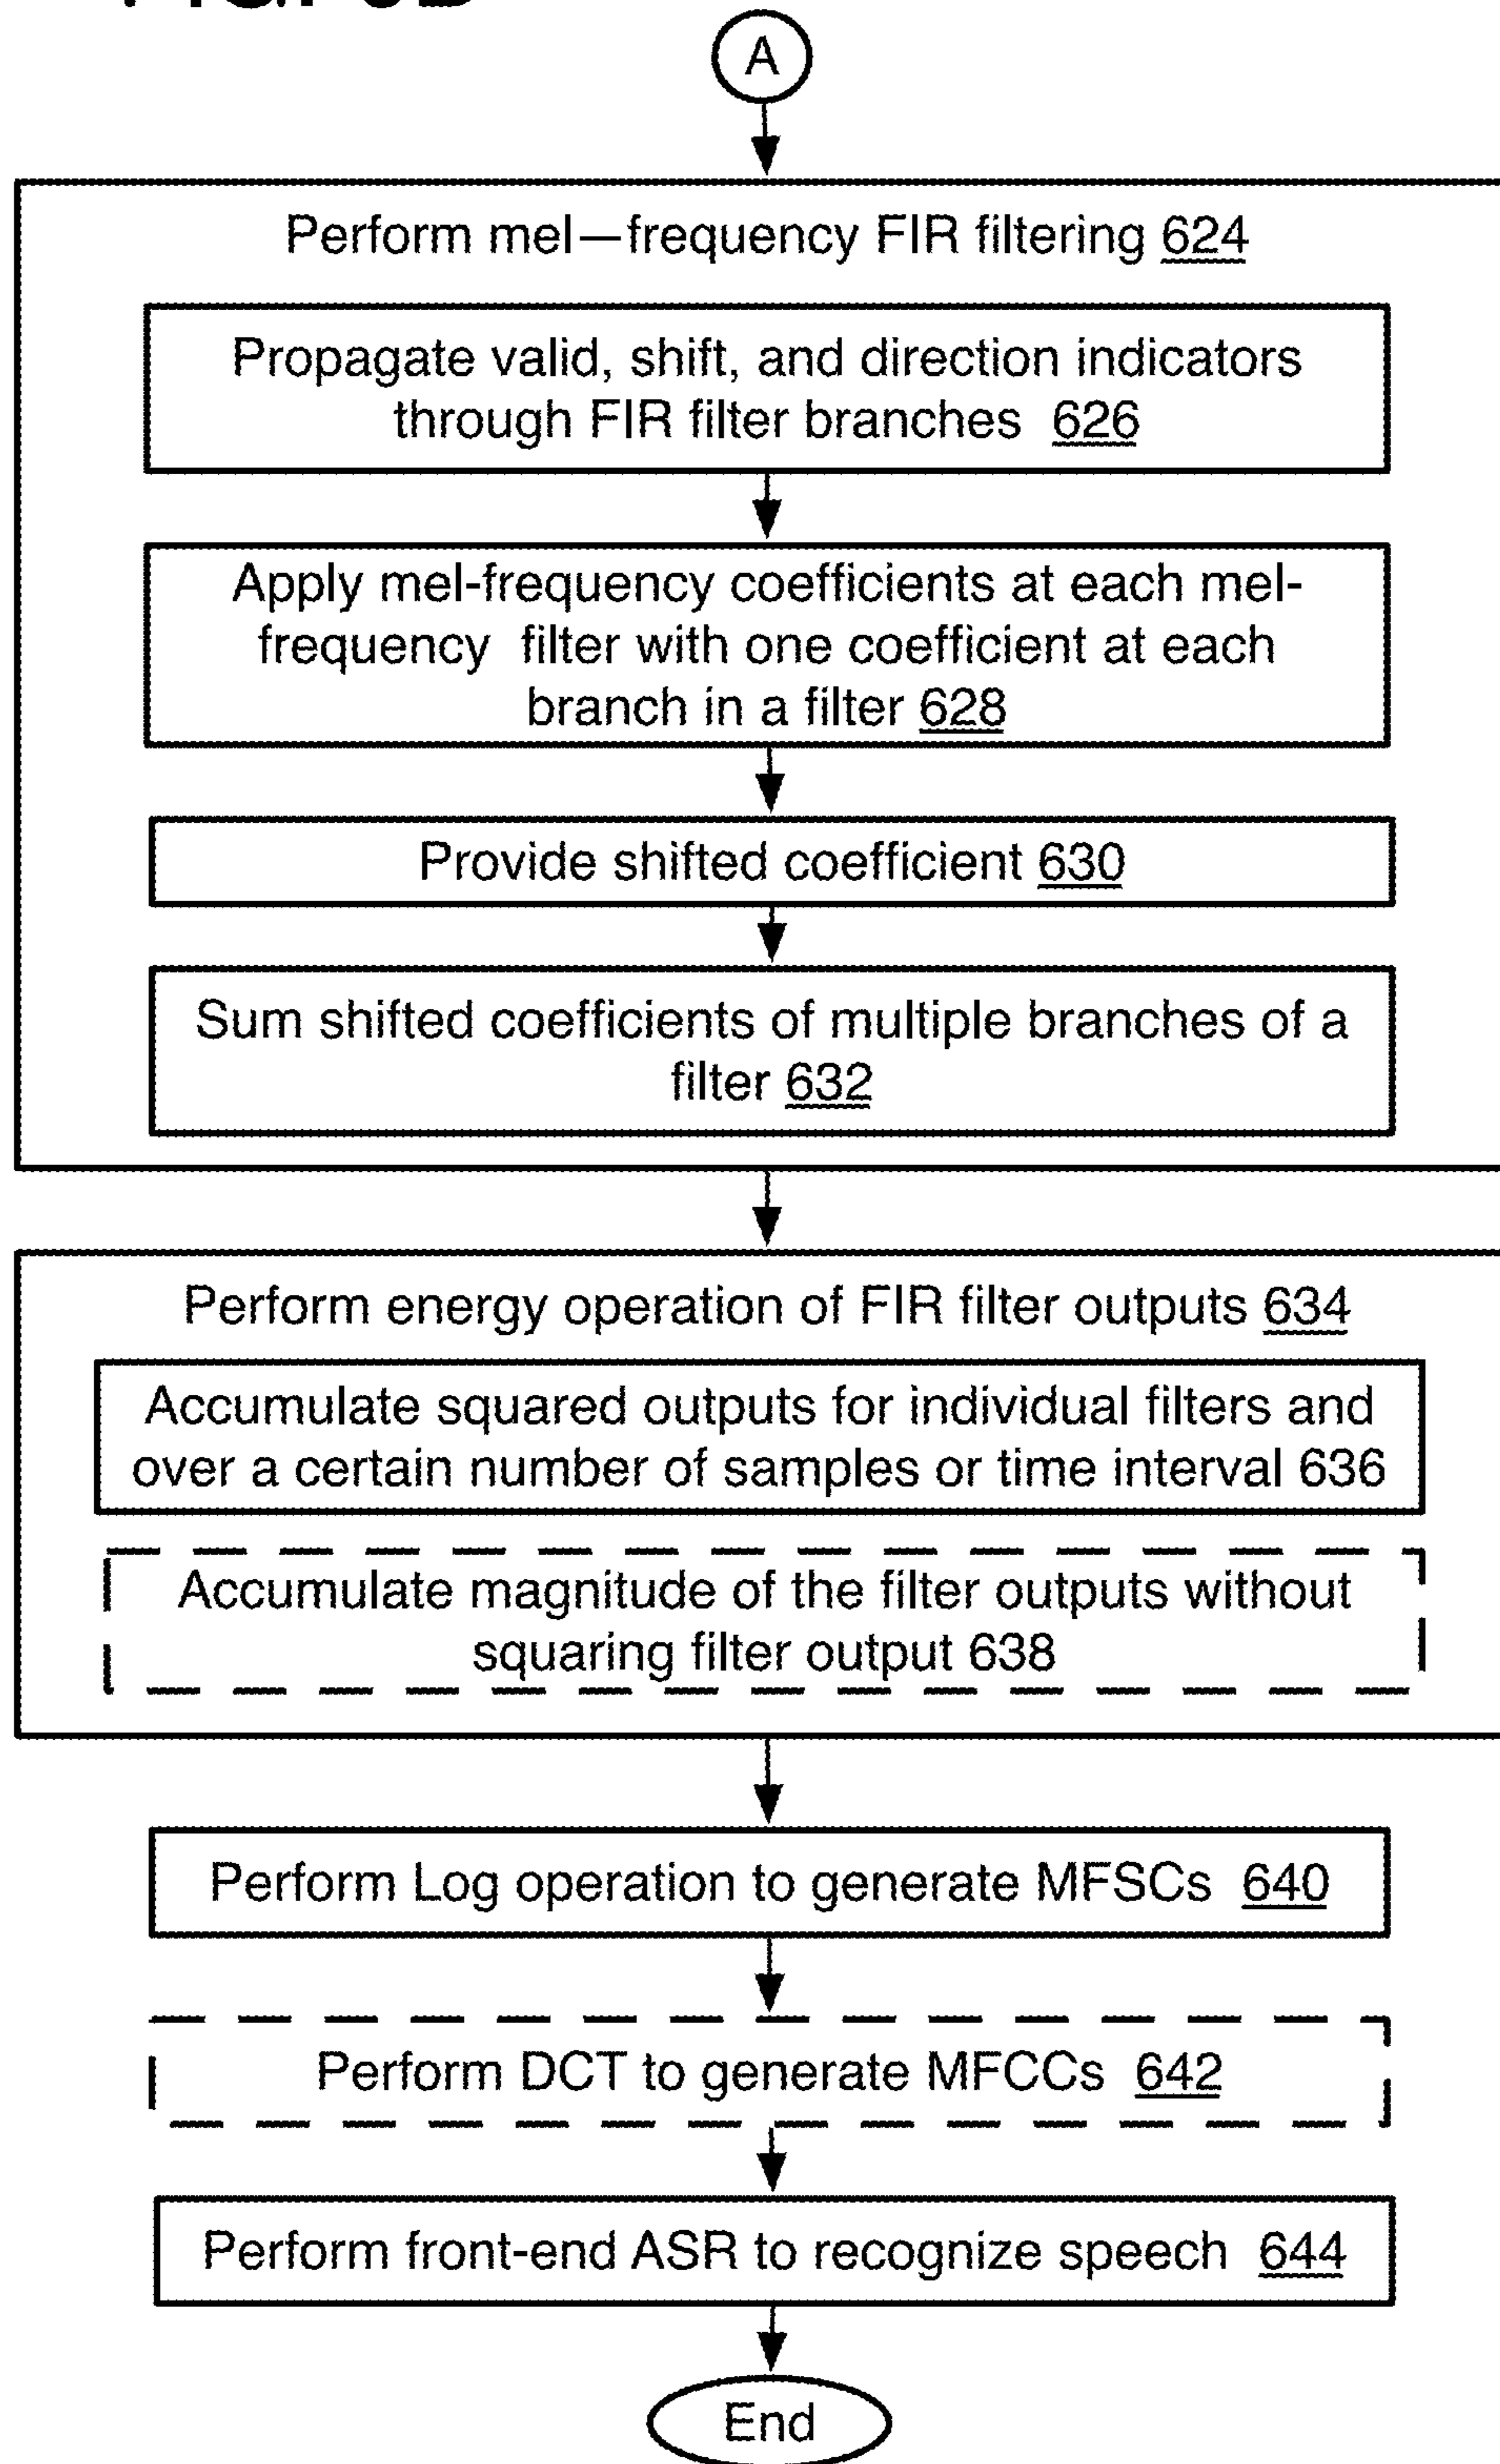 A
Perform mel—frequency FIR filtering 624
Propagate valid, shift, and direction indicators
through FIR filter branches 626
Apply mel-frequency coefficients at each mel-
frequency filter with one coefficient at each
branch in a filter 628
Provide shifted coefficient 630
Sum shifted coefficients of multiple branches of a
filter 632
Perform energy operation of FIR filter outputs 634
Accumulate squared outputs for individual filters and
over a certain number of samples or time interval 636
Accumulate magnitude of the filter outputs without
squaring filter output 638
Perform Log operation to generate MFSCs 640
Perform DCT to generate MFCCs 642
Perform front-end ASR to recognize speech 644
End